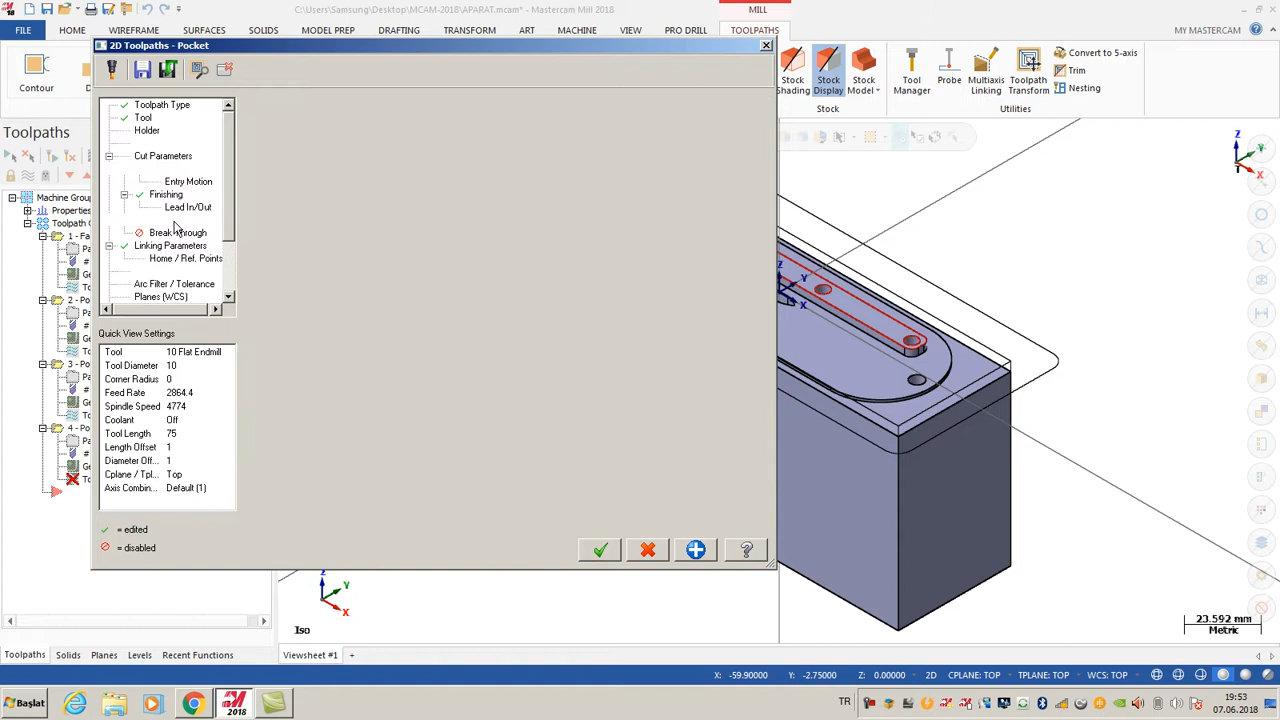 C:\Users\Samsung\Desktop\MCAM-2018\APARAT.mcam* - Mastercam Mill 2018
MILL
FILE HOME WIREFRAME SURFACES SOLIDS MODEL PREP DRAFTING TRANSFORM ART MACHINE VIEW PRO DRILL TOOLPATHS MY MASTERCAM
2D Toolpaths - Pocket
Contour
Stock Shading
Stock Display
Stock Model
Tool Manager
Probe
Multiaxis Linking
Toolpath Transform
Convert to 5-axis
Trim
Nesting
Stock
Utilities
Toolpaths
Machine Group
Properties
Toolpath
1 - Fa
2 - Po
3 - Po
4 - Po
Toolpath Type
Tool
Holder
Cut Parameters
Entry Motion
Finishing
Lead In/Out
Break Through
Linking Parameters
Home / Ref. Points
Arc Filter / Tolerance
Planes (WCS)
Quick View Settings
Tool 10 Flat Endmill
Tool Diameter 10
Corner Radius 0
Feed Rate 2864.4
Spindle Speed 4774
Coolant Off
Tool Length 75
Length Offset 1
Diameter Off... 1
Cplane / Tpl... Top
Axis Combin... Default (1)
= edited
= disabled
Z
Y
X
Z
Y
X
Z
Y
X
Iso
23.592 mm
Metric
Toolpaths Solids Planes Levels Recent Functions
Viewsheet #1 +
X: -59.90000 Y: -2.75000 Z: 0.00000 2D CPLANE: TOP TPLANE: TOP WCS: TOP
Başlat
2018
TR
19:53
07.06.2018